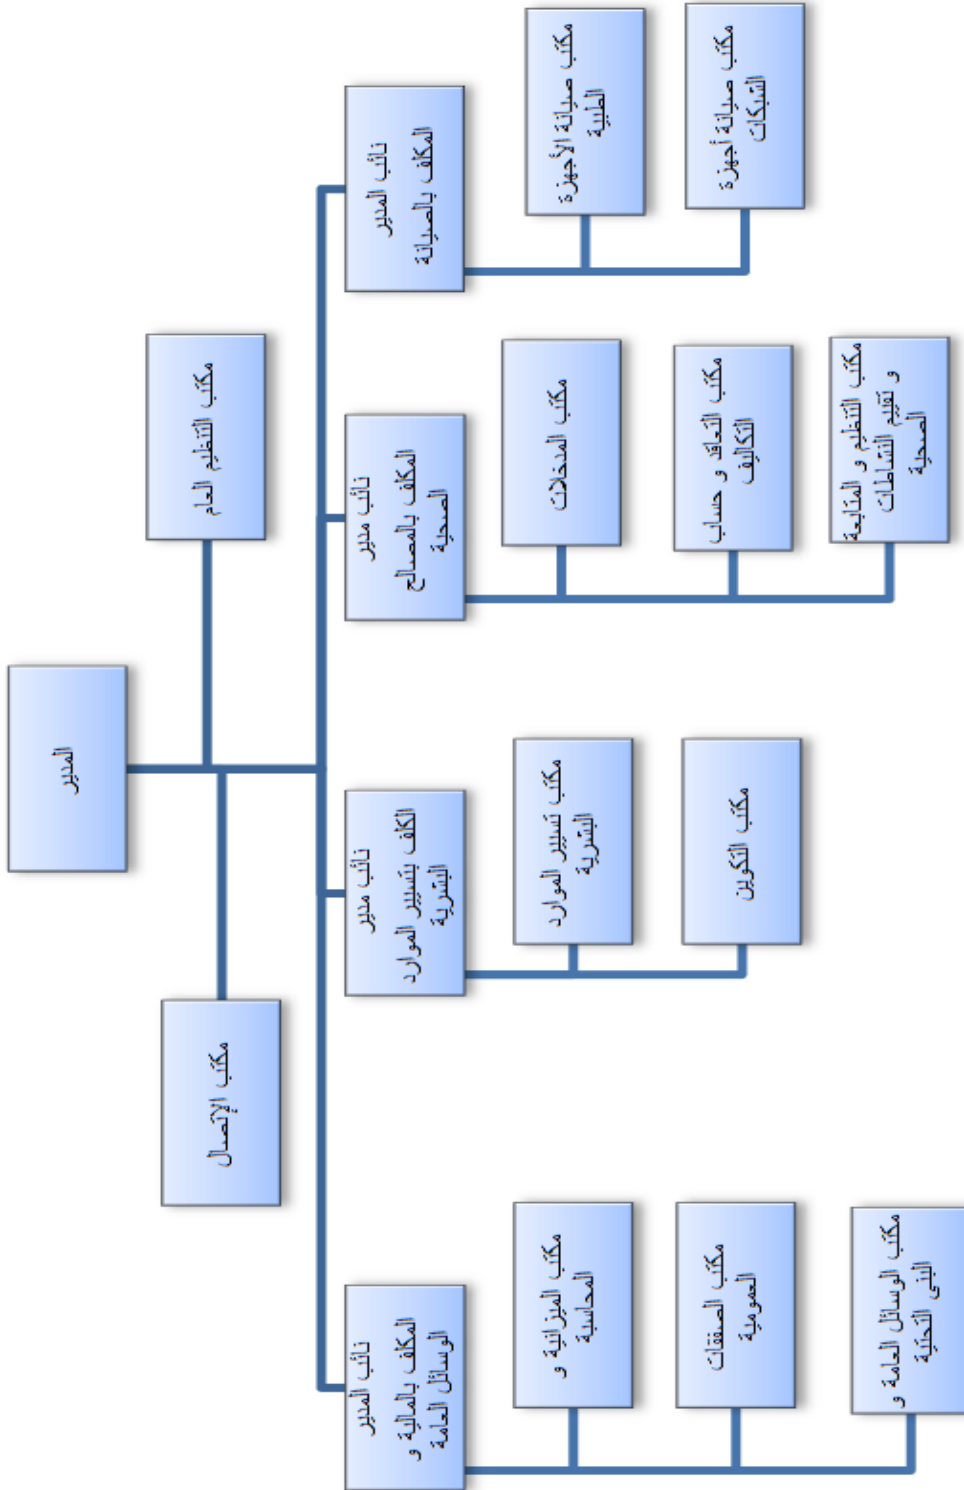 المدير
مكتب التنظيم العام
مكتب الإتصال
نائب المدير
المكلف بالصيانة
مكتب صيانة الأجهزة
الطبية
مكتب صيانة أجهزة
الشبكات
نائب مدير
المكلف بالمصالح
الصحية
مكتب المدخلات
مكتب التعاقد و حساب
التكاليف
مكتب التنظيم و المتابعة
و تقييم النشاطات
الصحية
نائب مدير
الكلف بتسيير الموارد
البشرية
مكتب تسيير الموارد
البشرية
مكتب التكوين
نائب المدير
المكلف بالمالية و
الوسائل العامة
مكتب الميزانية و
المحاسبة
مكتب الصفقات
العمومية
مكتب الوسائل العامة و
البنى التحتية